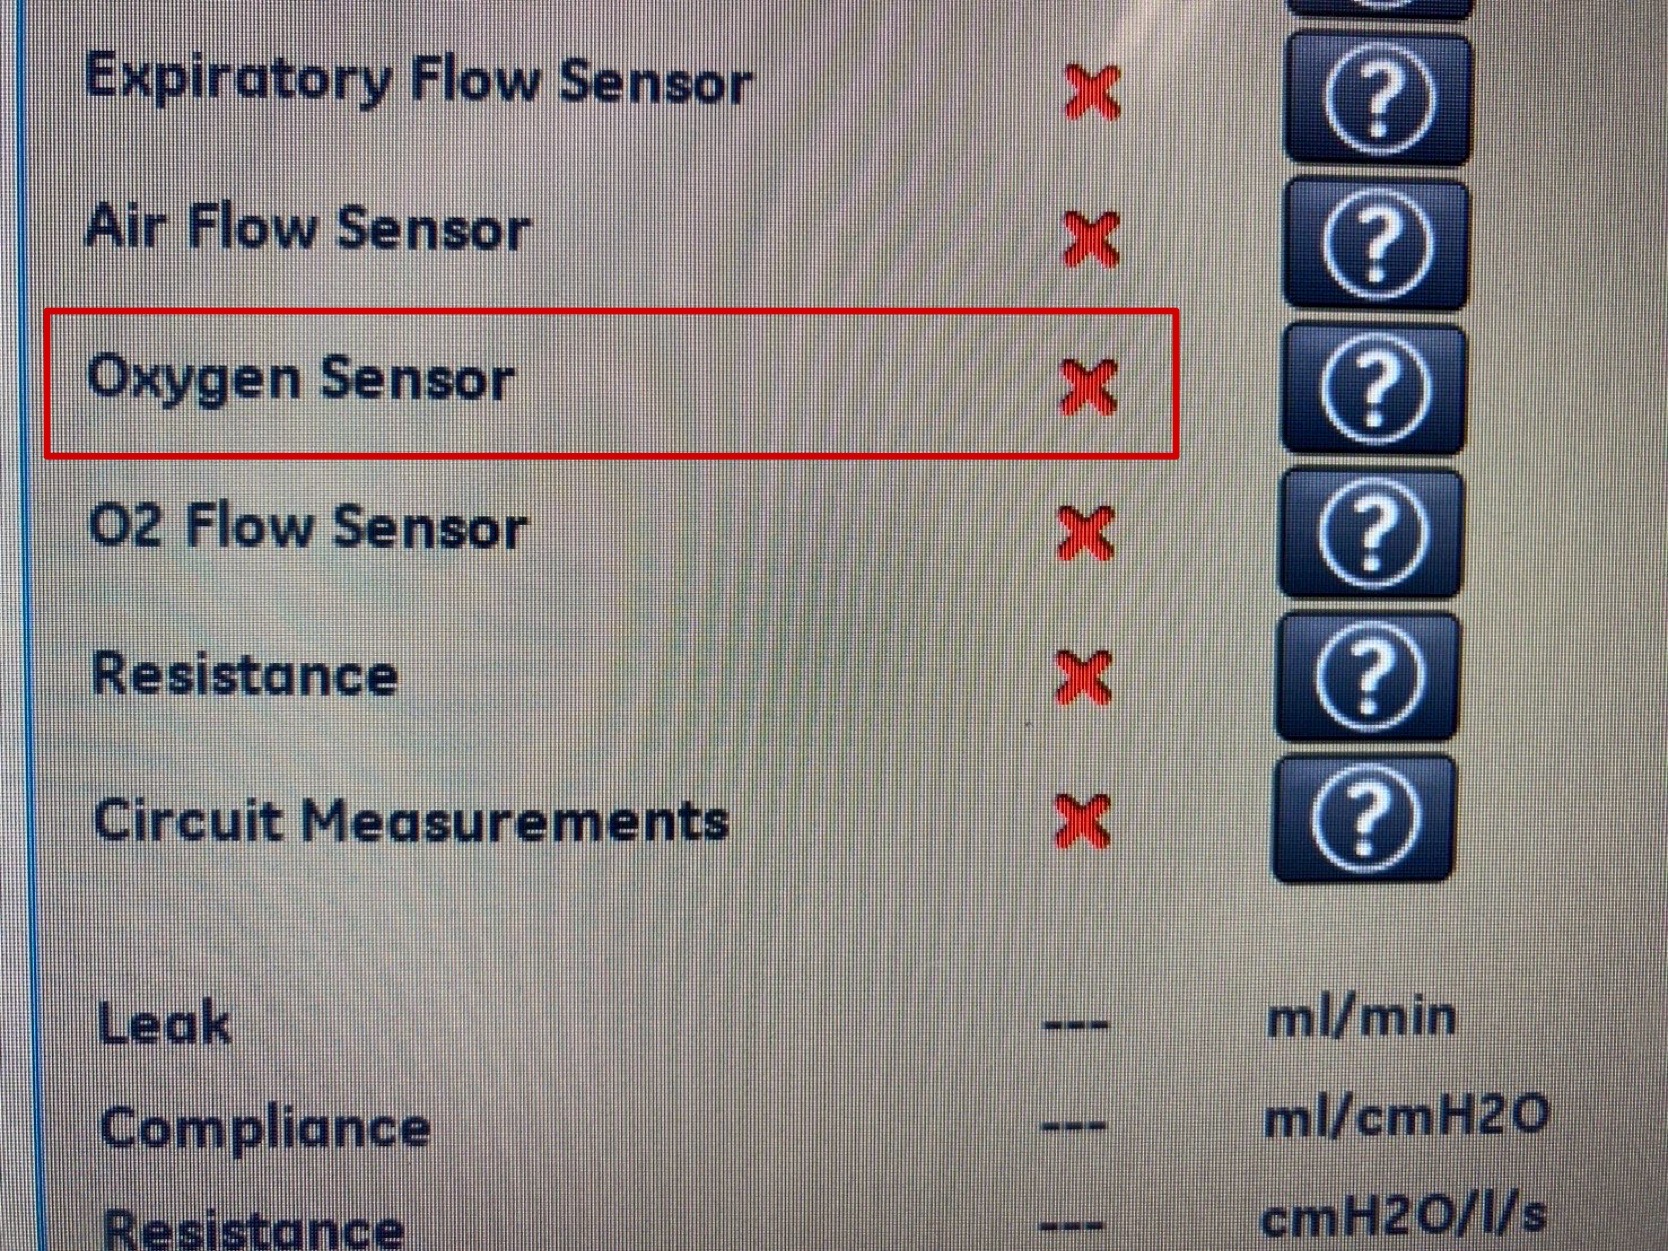 Expiratory Flow Sensor ?
Air Flow Sensor ?
Oxygen Sensor ?
O2 Flow Sensor ?
Resistance ?
Circuit Measurements ?
Leak --- ml/min
Compliance --- ml/cmH2O
Resistance --- cmH2O/l/s